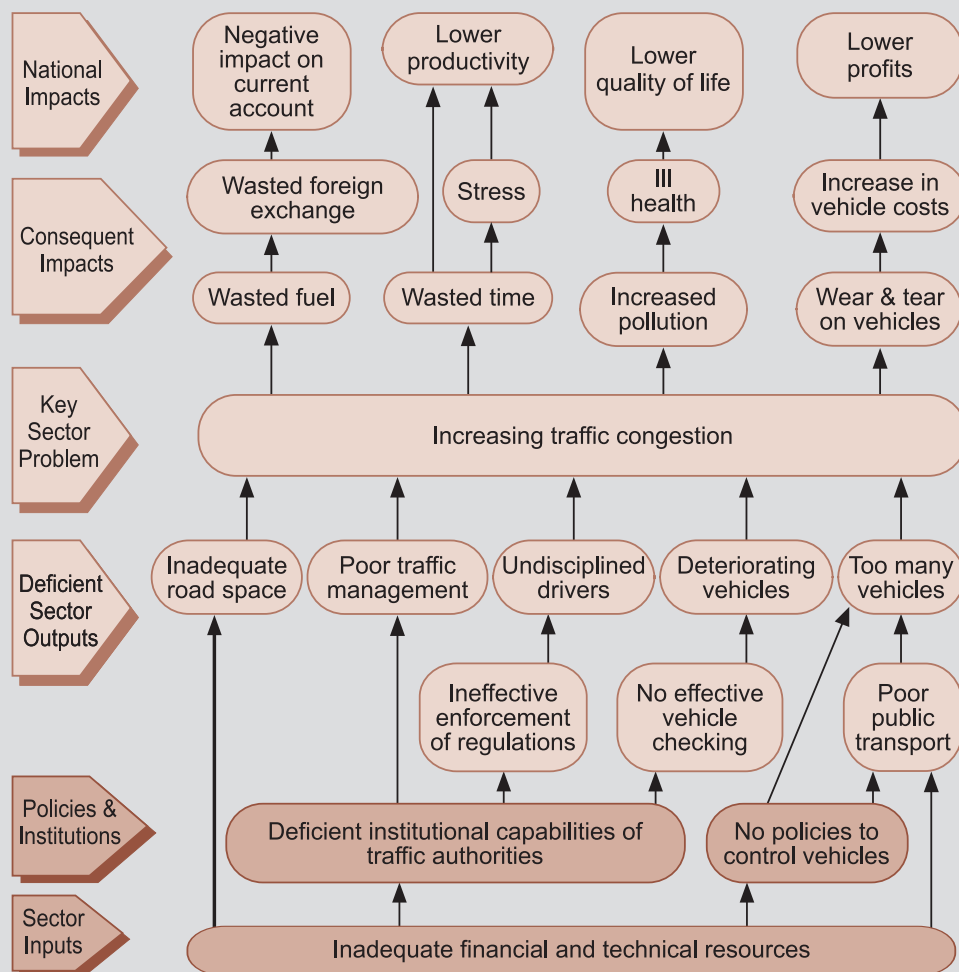 National
Impacts
Negative
impact on
current
account
Lower
productivity
Lower
quality of life
Lower
profits
Consequent
Impacts
Wasted foreign
exchange
Stress
Ill
health
Increase in
vehicle costs
Wasted fuel
Wasted time
Increased
pollution
Wear & tear
on vehicles
Key
Sector
Problem
Increasing traffic congestion
Deficient
Sector
Outputs
Inadequate
road space
Poor traffic
management
Undisciplined
drivers
Deteriorating
vehicles
Too many
vehicles
Ineffective
enforcement
of regulations
No effective
vehicle
checking
Poor
public
transport
Policies &
Institutions
Deficient institutional capabilities of
traffic authorities
No policies to
control vehicles
Sector
Inputs
Inadequate financial and technical resources